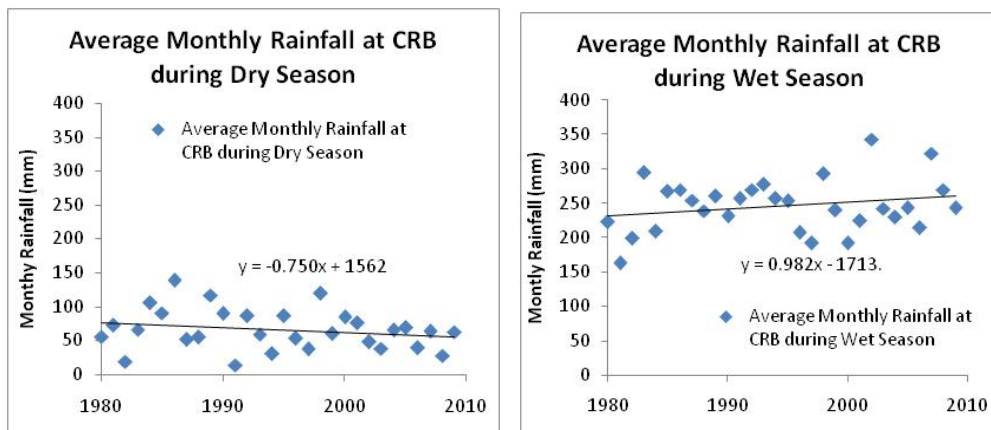 Average Monthly Rainfall at CRB
during Dry Season
Monthy Rainfall (mm)
400
350
300
250
200
150
100
50
0
Average Monthly Rainfall at
CRB during Dry Season
y = -0.750x + 1562
1980
1990
2000
2010
Average Monthly Rainfall at CRB
during Wet Season
Monthly Rainfall (mm)
400
350
300
250
200
150
100
50
0
y = 0.982x - 1713.
Average Monthly Rainfall at
CRB during Wet Season
1980
1990
2000
2010